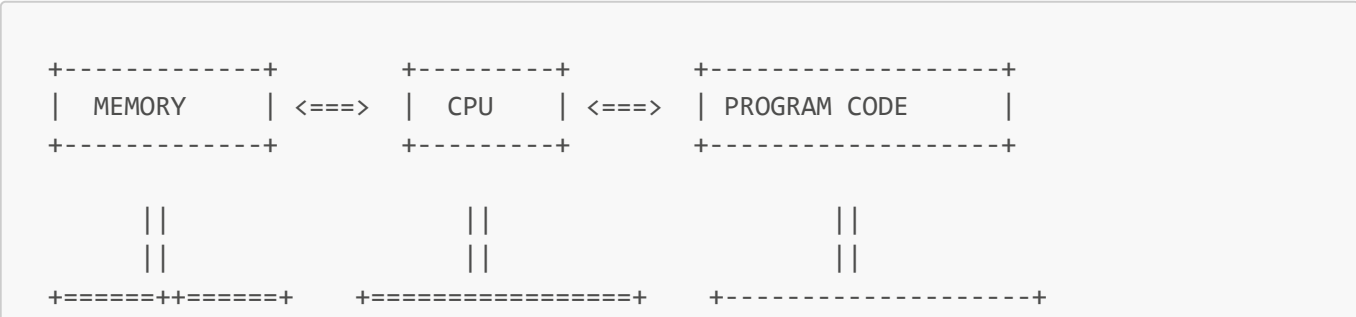 +-------------+        +---------+        +-------------------+
|  MEMORY     | <===>  |  CPU    | <===>  | PROGRAM CODE      |
+-------------+        +---------+        +-------------------+
      ||                   ||                      ||
      ||                   ||                      ||
+======++======+    +=================+    +--------------------+